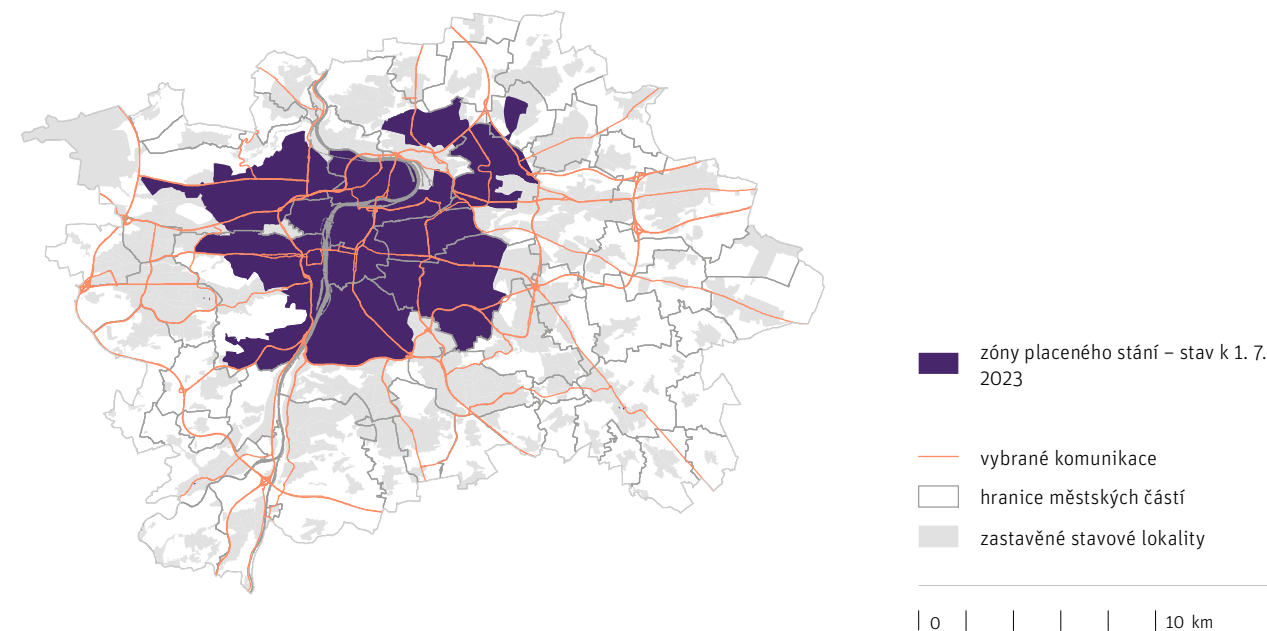 zóny placeného stání – stav k 1. 7.
2023
vybrané komunikace
hranice městských částí
zastavěné stavové lokality
0 10 km